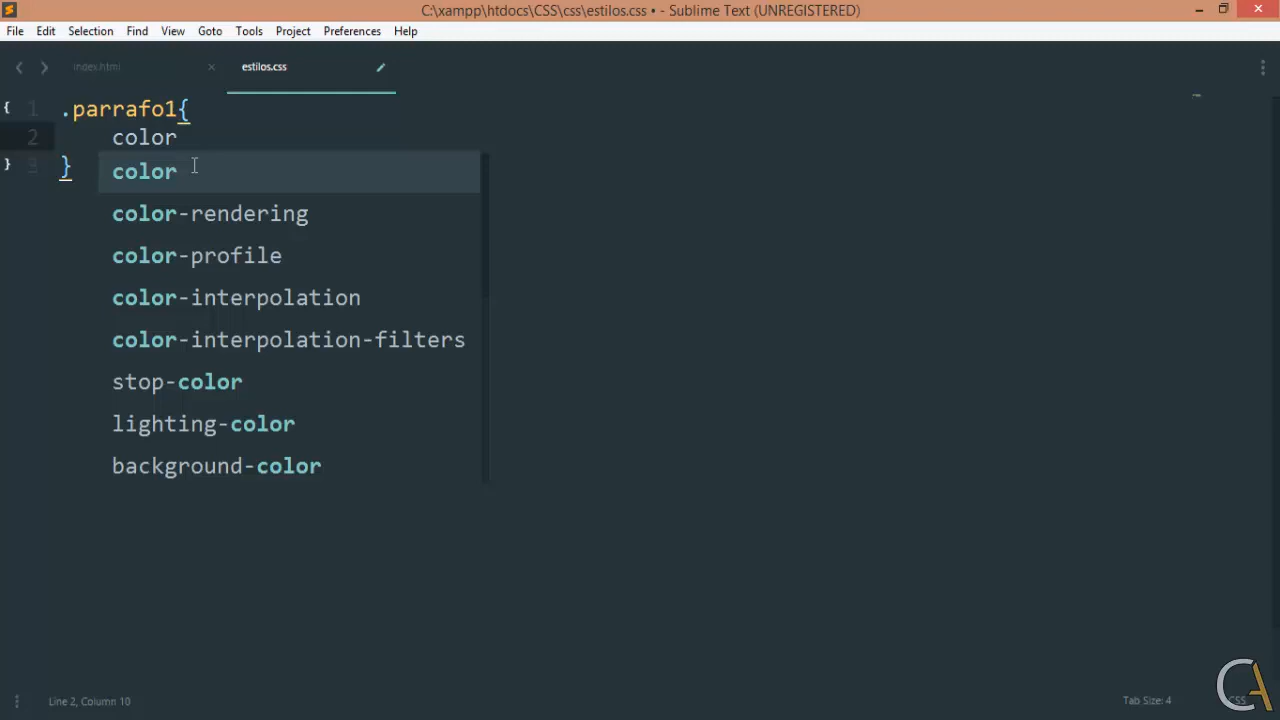 C:\xampp\htdocs\CSS\css\estilos.css • - Sublime Text (UNREGISTERED)
File Edit Selection Find View Goto Tools Project Preferences Help
index.html estilos.css
1 .parrafo1{
2 color
3 }
color
color-rendering
color-profile
color-interpolation
color-interpolation-filters
stop-color
lighting-color
background-color
Line 2, Column 10 Tab Size: 4 CSS
CA